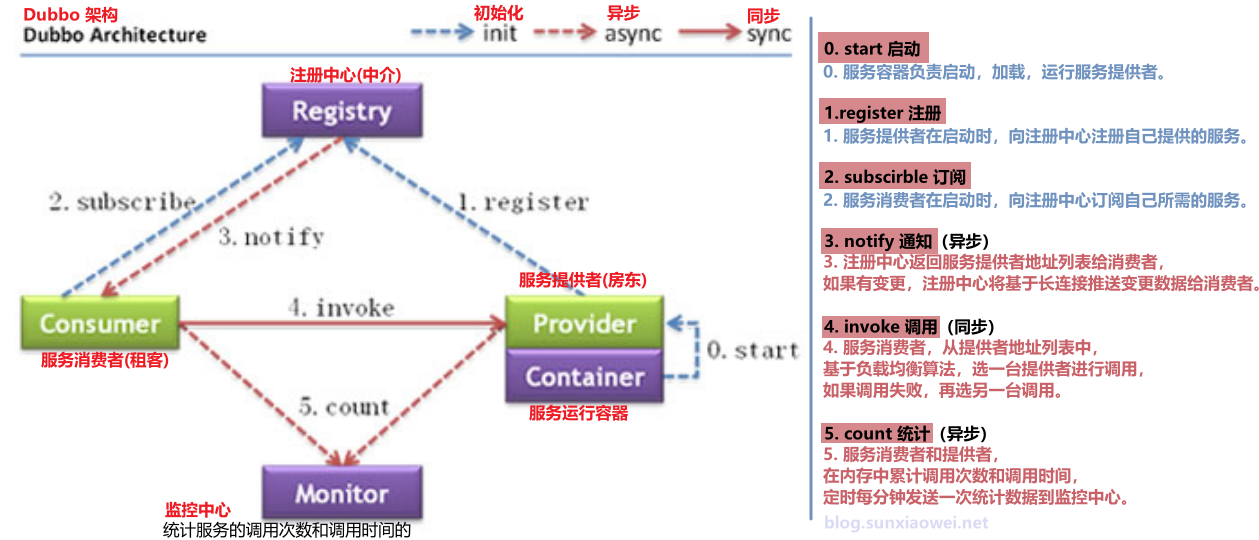 Dubbo 架构
Dubbo Architecture
初始化
init
异步
async
同步
sync
注册中心(中介)
Registry
2.subscribe
1.register
3.notify
服务提供者(房东)
4.invoke
Consumer
Provider
服务消费者(租客)
0.start
Container
5.count
服务运行容器
Monitor
监控中心
统计服务的调用次数和调用时间的
0. start 启动
0. 服务容器负责启动，加载，运行服务提供者。
1.register 注册
1. 服务提供者在启动时，向注册中心注册自己提供的服务。
2. subscirble 订阅
2. 服务消费者在启动时，向注册中心订阅自己所需的服务。
3. notify 通知（异步）
3. 注册中心返回服务提供者地址列表给消费者，
如果有变更，注册中心将基于长连接推送变更数据给消费者。
4. invoke 调用（同步）
4. 服务消费者，从提供者地址列表中，
基于负载均衡算法，选一台提供者进行调用，
如果调用失败，再选另一台调用。
5. count 统计（异步）
5. 服务消费者和提供者，
在内存中累计调用次数和调用时间，
定时每分钟发送一次统计数据到监控中心。
blog.sunxiaowei.net